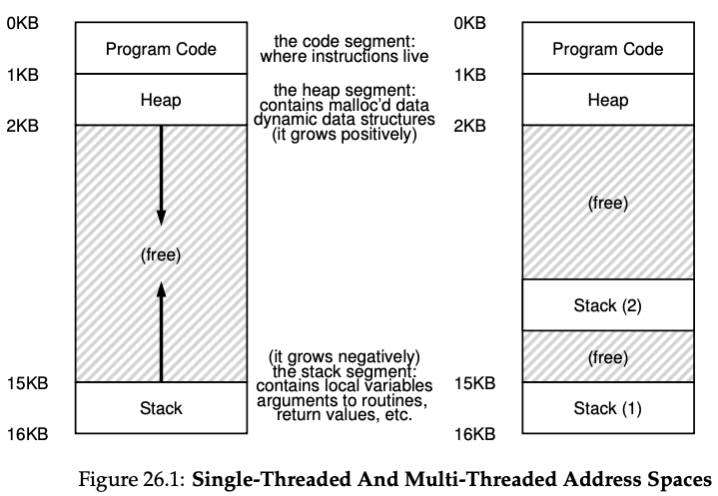 0KB
Program Code
1KB
Heap
2KB
(free)
15KB
Stack
16KB
the code segment:
where instructions live
the heap segment:
contains malloc'd data
dynamic data structures
(it grows positively)
(it grows negatively)
the stack segment:
contains local variables
arguments to routines,
return values, etc.
0KB
Program Code
1KB
Heap
2KB
(free)
Stack (2)
(free)
15KB
Stack (1)
16KB
Figure 26.1: Single-Threaded And Multi-Threaded Address Spaces